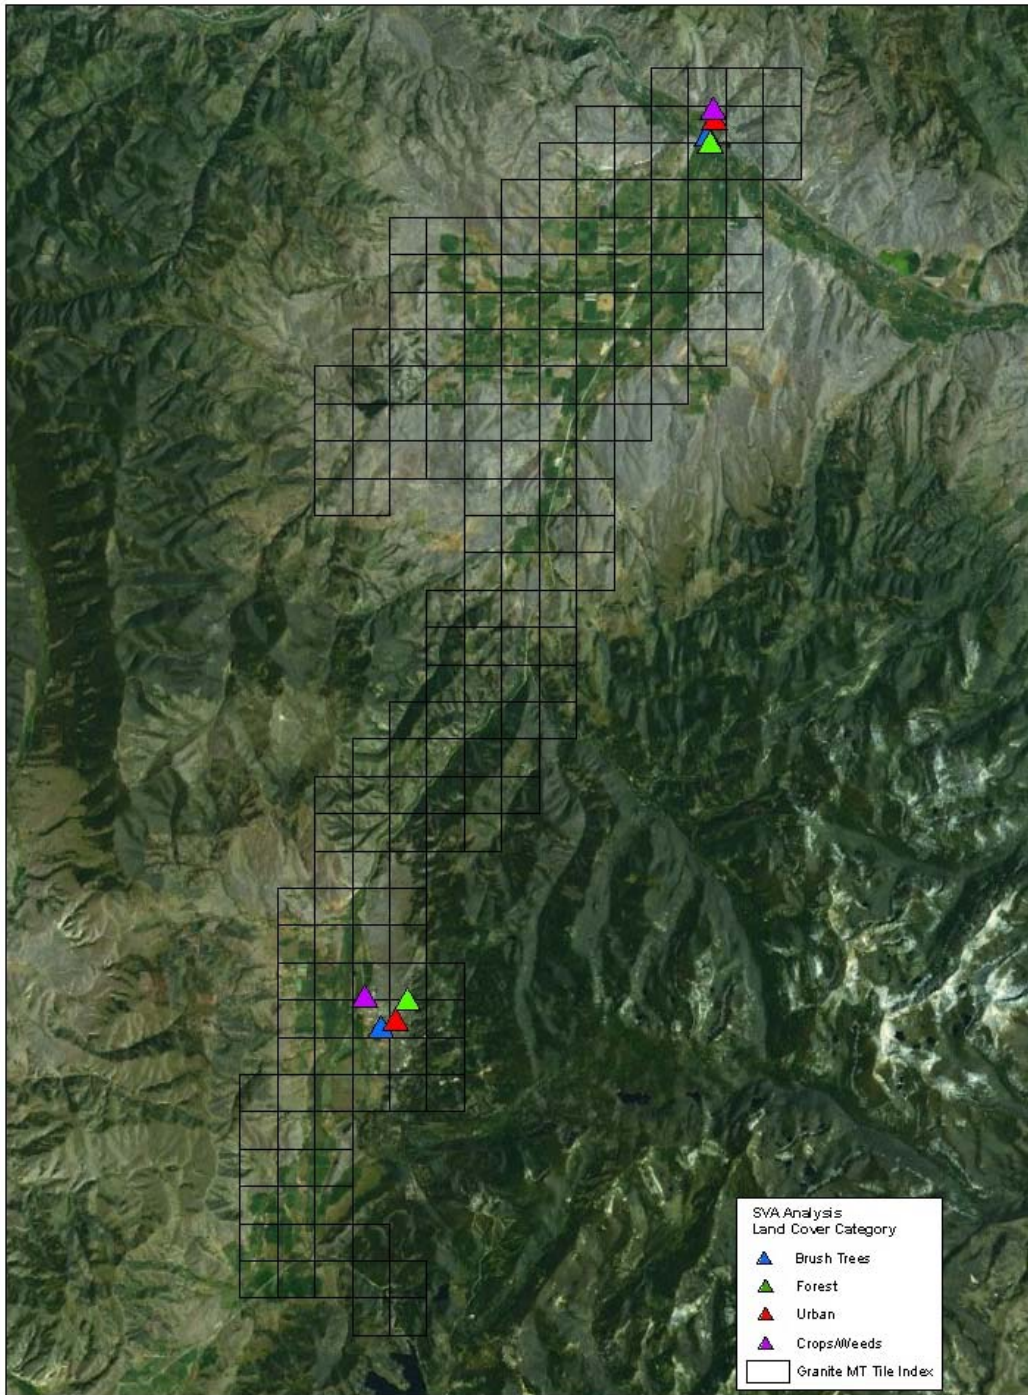 SVA Analysis
Land Cover Category
Brush Trees
Forest
Urban
Crops/Weeds
Granite MT Tile Index